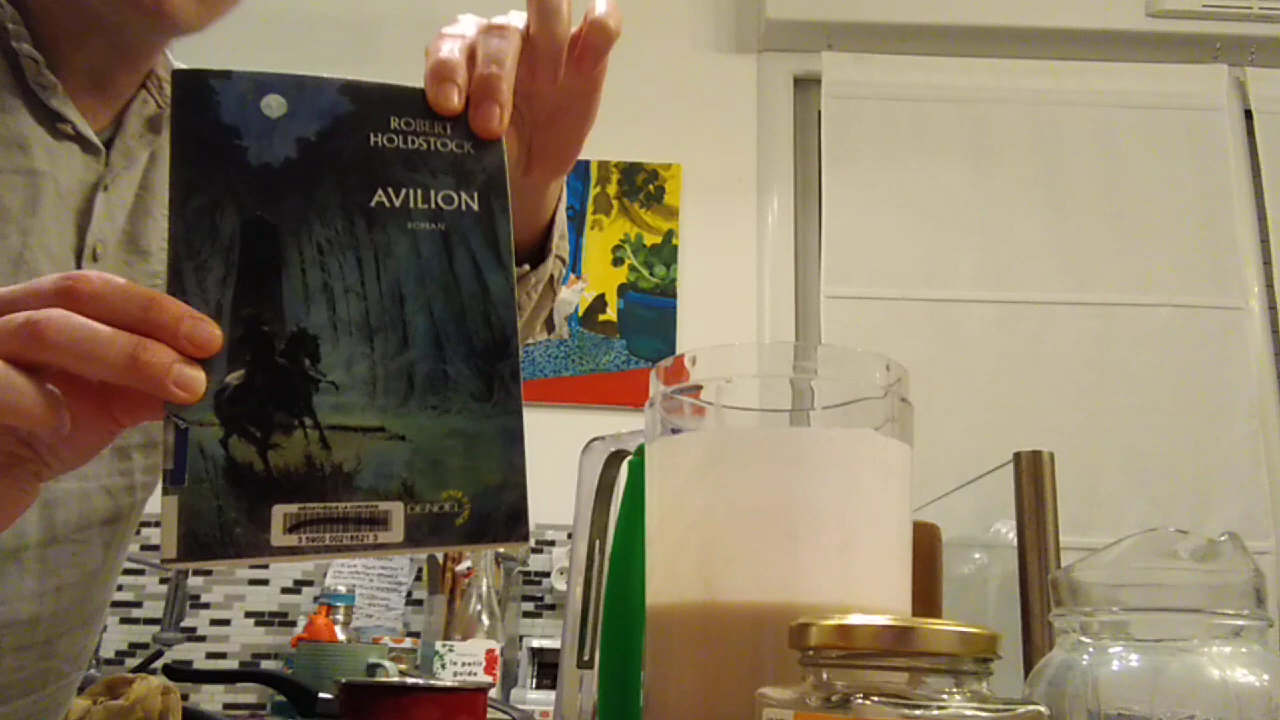 ROBERT
HOLDSTOCK
AVILION
ROMAN
DENOËL
3 5900 00218521 3
le petit
guide